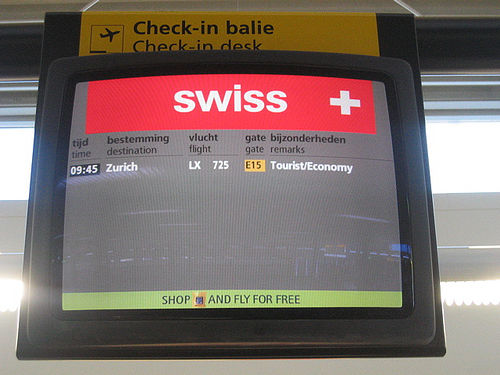 Check-in balie
Check-in desk
swiss
tijd bestemming vlucht gate bijzonderheden
time destination flight gate remarks
09:45 Zurich LX 725 E15 Tourist/Economy
SHOP AND FLY FOR FREE